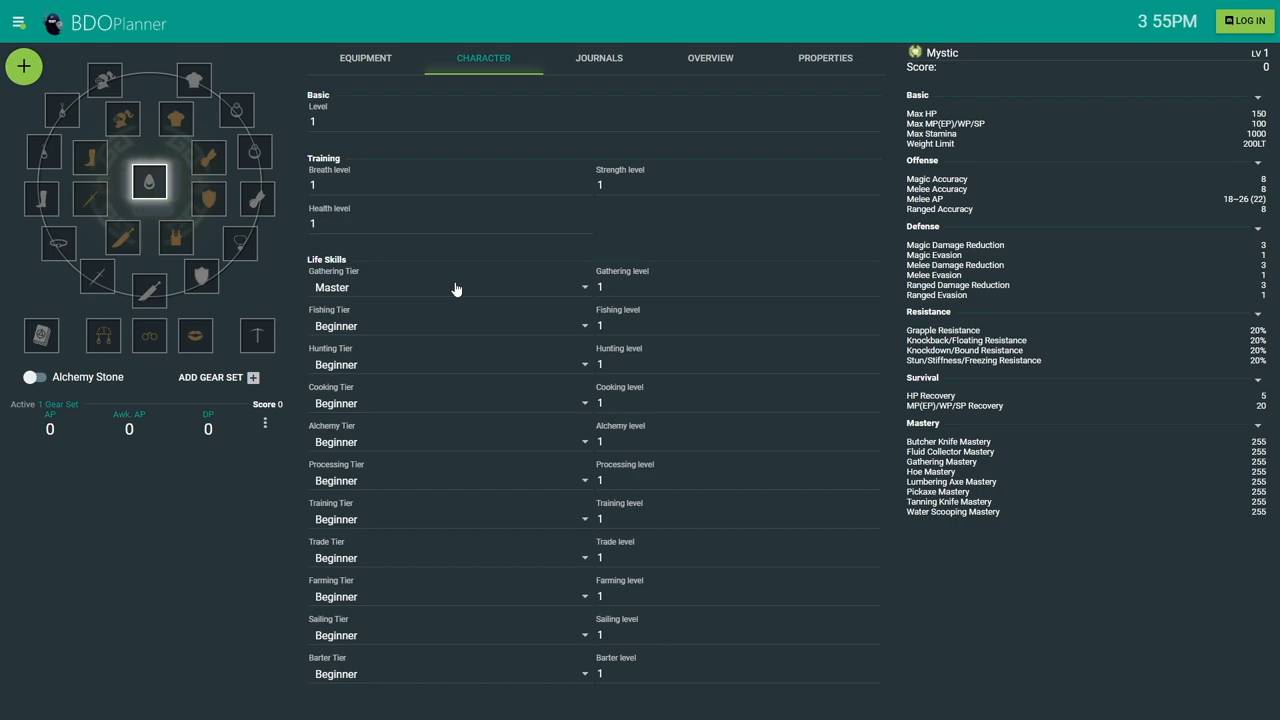 BDOPlanner
3 55PM
LOG IN
EQUIPMENT
CHARACTER
JOURNALS
OVERVIEW
PROPERTIES
Alchemy Stone
ADD GEAR SET
Active 1 Gear Set
Score 0
AP
Awk. AP
DP
0
0
0
Basic
Level
1
Training
Breath level
Strength level
1
1
Health level
1
Life Skills
Gathering Tier
Gathering level
Master
1
Fishing Tier
Fishing level
Beginner
1
Hunting Tier
Hunting level
Beginner
1
Cooking Tier
Cooking level
Beginner
1
Alchemy Tier
Alchemy level
Beginner
1
Processing Tier
Processing level
Beginner
1
Training Tier
Training level
Beginner
1
Trade Tier
Trade level
Beginner
1
Farming Tier
Farming level
Beginner
1
Sailing Tier
Sailing level
Beginner
1
Barter Tier
Barter level
Beginner
1
Mystic
LV 1
Score: 0
Basic
Max HP 150
Max MP(EP)/WP/SP 100
Max Stamina 1000
Weight Limit 200LT
Offense
Magic Accuracy 8
Melee Accuracy 8
Melee AP 18~26 (22)
Ranged Accuracy 8
Defense
Magic Damage Reduction 3
Magic Evasion 1
Melee Damage Reduction 3
Melee Evasion 1
Ranged Damage Reduction 3
Ranged Evasion 1
Resistance
Grapple Resistance 20%
Knockback/Floating Resistance 20%
Knockdown/Bound Resistance 20%
Stun/Stiffness/Freezing Resistance 20%
Survival
HP Recovery 5
MP(EP)/WP/SP Recovery 20
Mastery
Butcher Knife Mastery 255
Fluid Collector Mastery 255
Gathering Mastery 255
Hoe Mastery 255
Lumbering Axe Mastery 255
Pickaxe Mastery 255
Tanning Knife Mastery 255
Water Scooping Mastery 255